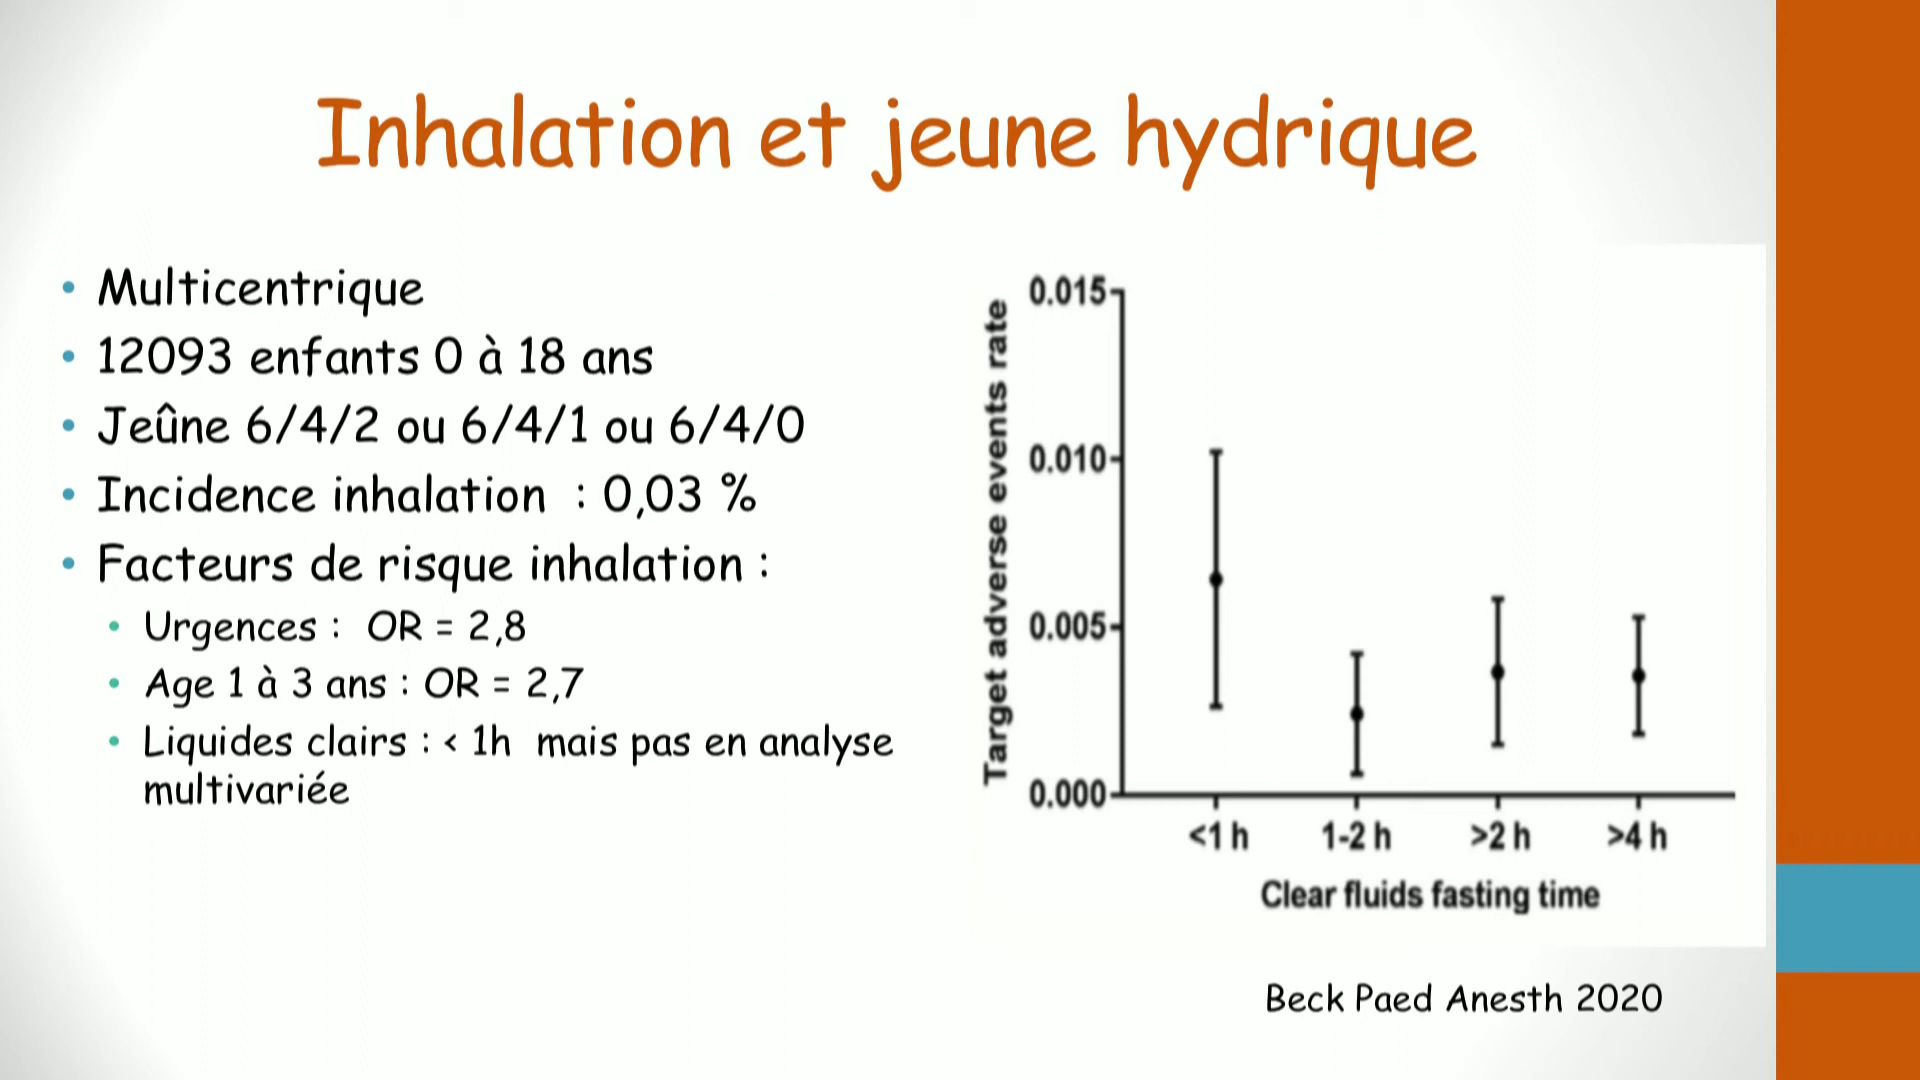 Inhalation et jeune hydrique
• Multicentrique
• 12093 enfants 0 à 18 ans
• Jeûne 6/4/2 ou 6/4/1 ou 6/4/0
• Incidence inhalation : 0,03 %
• Facteurs de risque inhalation :
• Urgences : OR = 2,8
• Age 1 à 3 ans : OR = 2,7
• Liquides clairs : < 1h mais pas en analyse
multivariée
Target adverse events rate
0.015
0.010
0.005
0.000
<1 h 1-2 h >2 h >4 h
Clear fluids fasting time
Beck Paed Anesth 2020